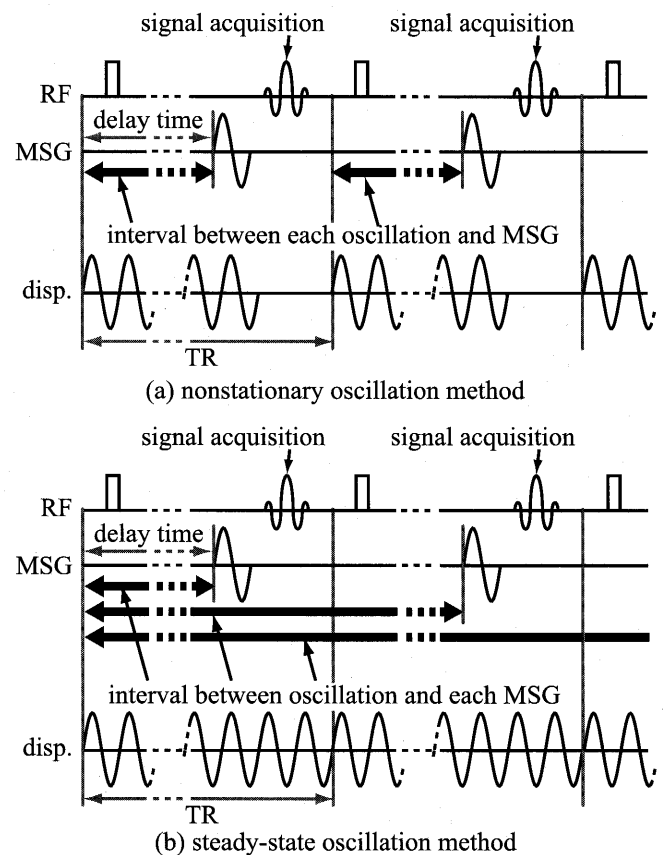 signal acquisition signal acquisition
RF
delay time
MSG
interval between each oscillation and MSG
disp.
TR
(a) nonstationary oscillation method
signal acquisition signal acquisition
RF
delay time
MSG
interval between oscillation and each MSG
disp.
TR
(b) steady-state oscillation method